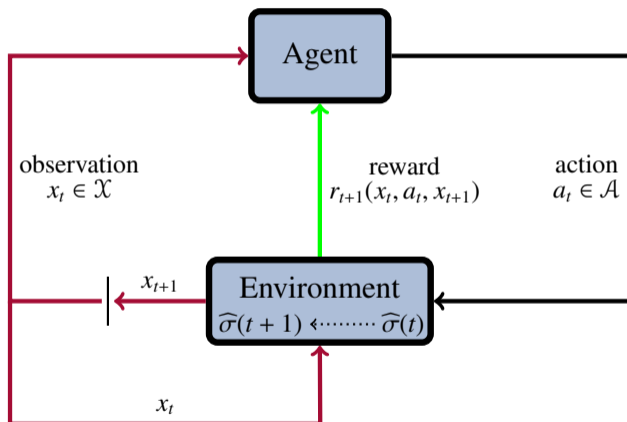 Agent
observation
x_t ∈ 𝒳
reward
r_{t+1}(x_t, a_t, x_{t+1})
action
a_t ∈ 𝒜
x_{t+1}
Environment
σ̂(t + 1) ⇠ σ̂(t)
x_t